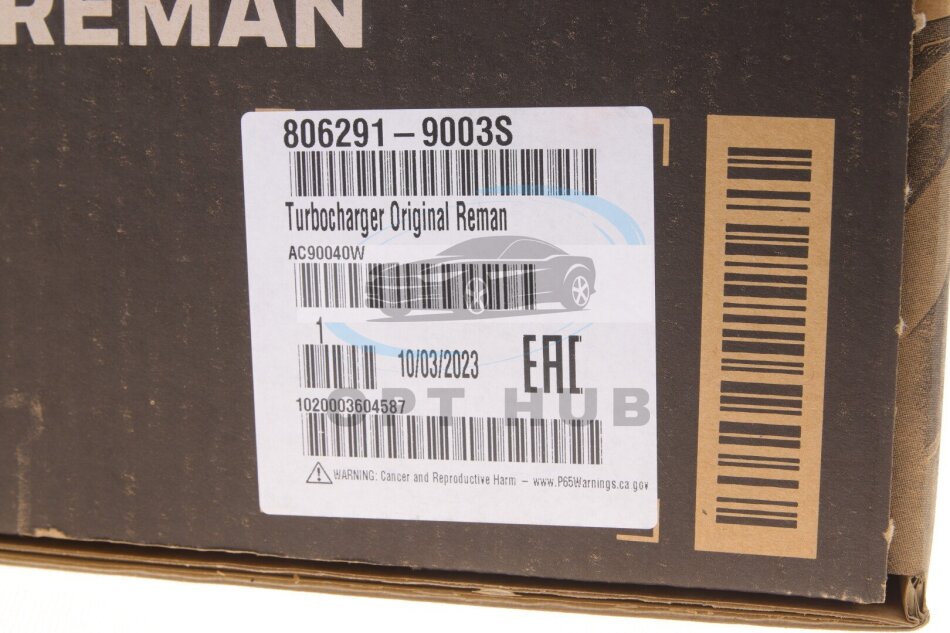 REMAN
806291-9003S
Turbocharger Original Reman
AC90040W
1
10/03/2023
EAC
OPT HUB
1020003604587
WARNING: Cancer and Reproductive Harm - www.P65Warnings.ca.gov